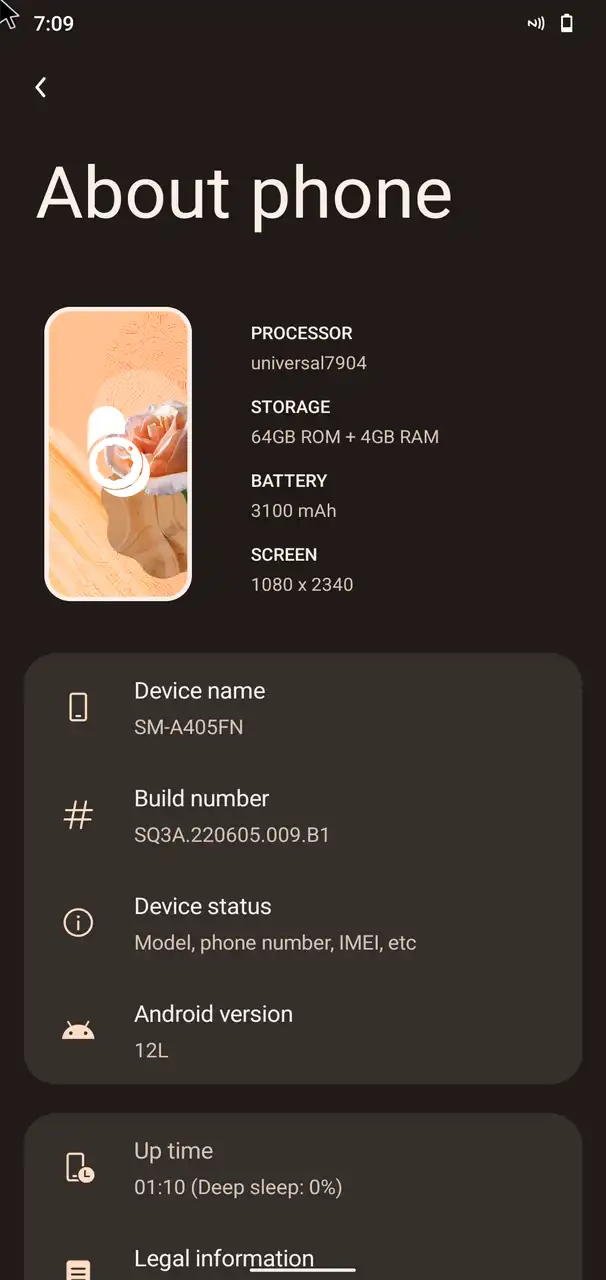 7:09
About phone
PROCESSOR
universal7904
STORAGE
64GB ROM + 4GB RAM
BATTERY
3100 mAh
SCREEN
1080 x 2340
Device name
SM-A405FN
Build number
SQ3A.220605.009.B1
Device status
Model, phone number, IMEI, etc
Android version
12L
Up time
01:10 (Deep sleep: 0%)
Legal information